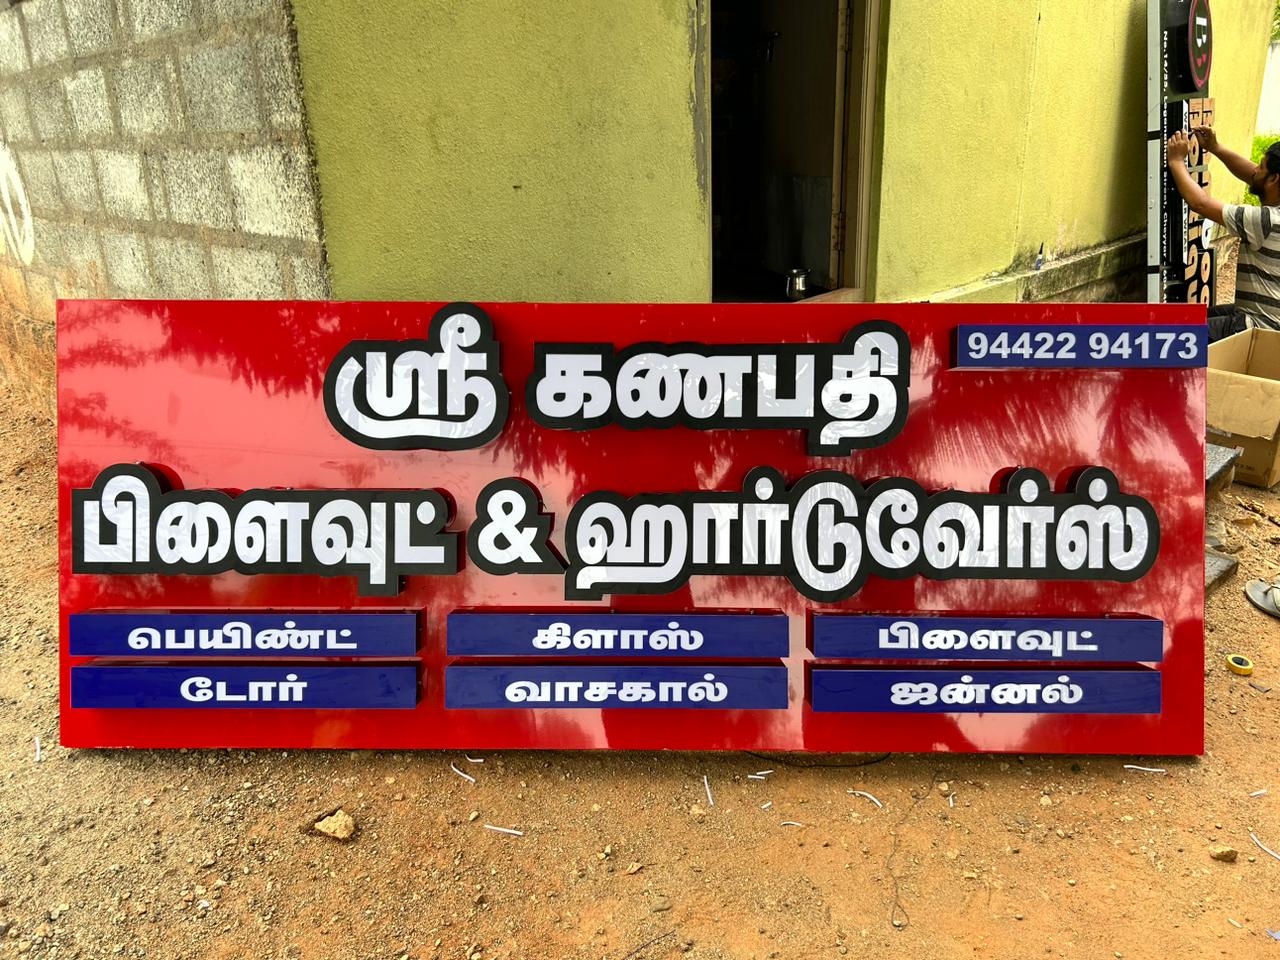 ஸ்ரீ கணபதி
94422 94173
பிளைவுட் & ஹார்டுவேர்ஸ்
பெயிண்ட்
கிளாஸ்
பிளைவுட்
டோர்
வாசகால்
ஜன்னல்
B